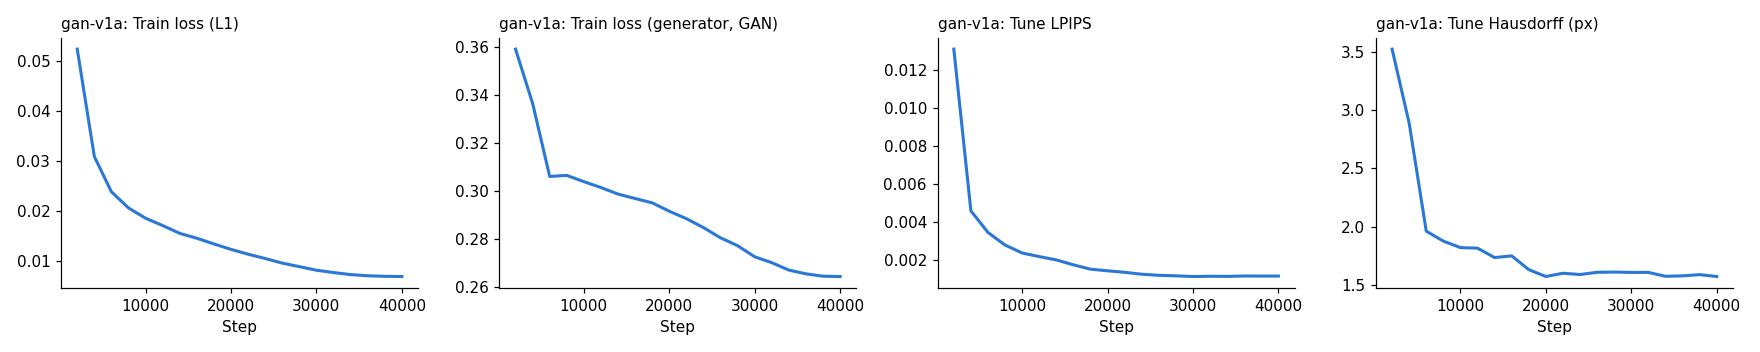 gan-v1a: Train loss (L1)
0.05
0.04
0.03
0.02
0.01
10000 20000 30000 40000
Step
gan-v1a: Train loss (generator, GAN)
0.36
0.34
0.32
0.30
0.28
0.26
10000 20000 30000 40000
Step
gan-v1a: Tune LPIPS
0.012
0.010
0.008
0.006
0.004
0.002
10000 20000 30000 40000
Step
gan-v1a: Tune Hausdorff (px)
3.5
3.0
2.5
2.0
1.5
10000 20000 30000 40000
Step